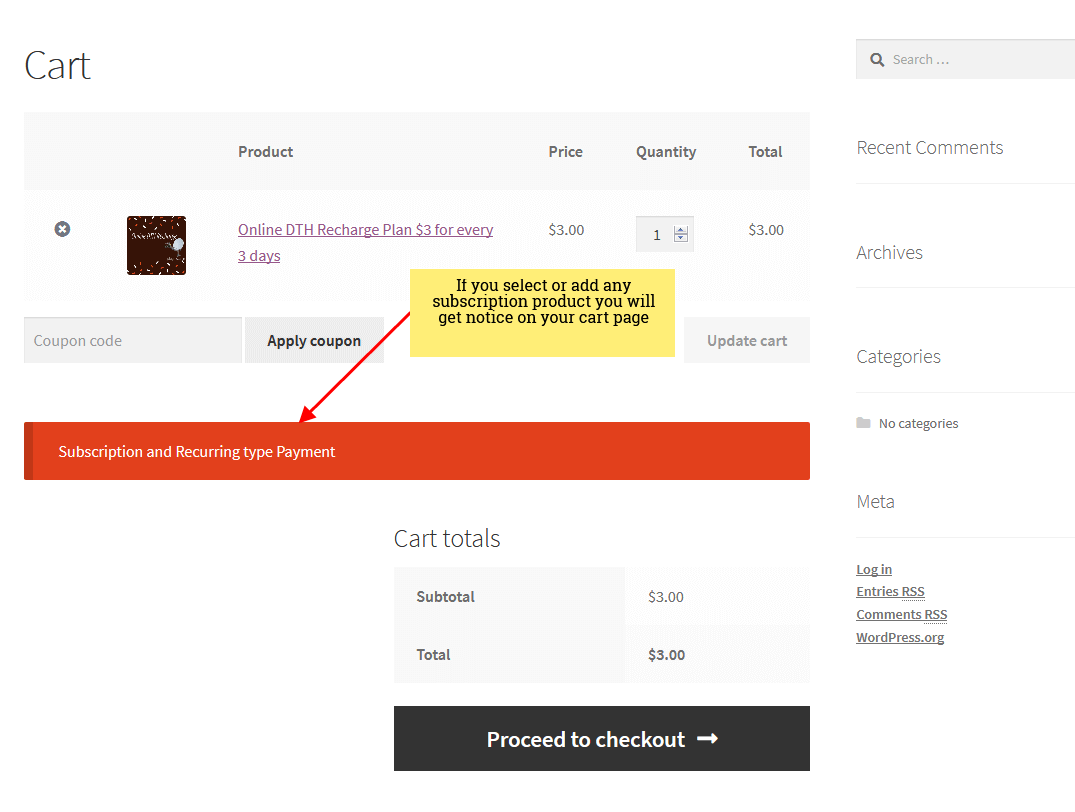 Cart
Search …
Product Price Quantity Total
Online DTH Recharge Plan $3 for every
3 days
$3.00
1
$3.00
If you select or add any
subscription product you will
get notice on your cart page
Coupon code
Apply coupon
Update cart
Subscription and Recurring type Payment
Cart totals
Subtotal $3.00
Total $3.00
Proceed to checkout
Recent Comments
Archives
Categories
No categories
Meta
Log in
Entries RSS
Comments RSS
WordPress.org